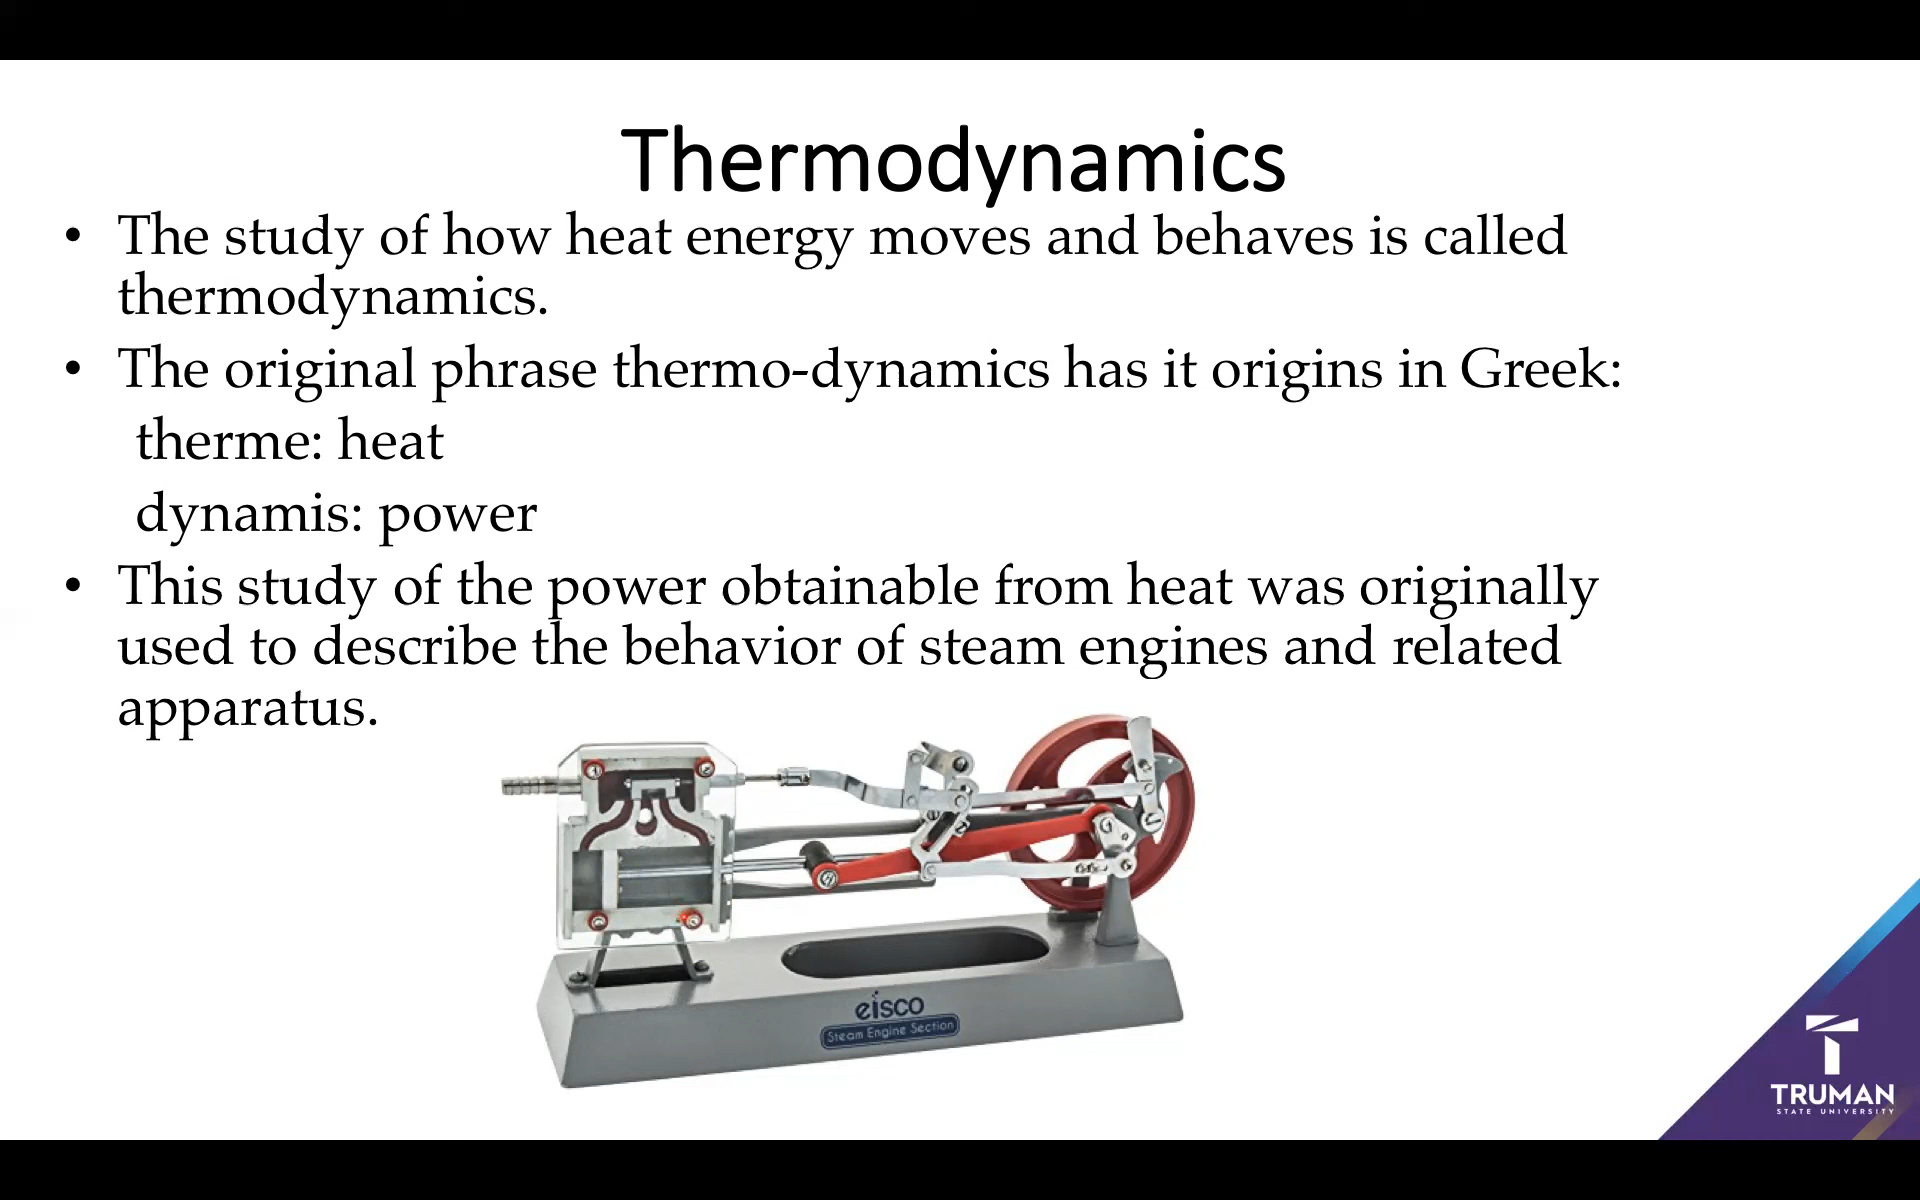 Thermodynamics
• The study of how heat energy moves and behaves is called
thermodynamics.
• The original phrase thermo-dynamics has it origins in Greek:
therme: heat
dynamis: power
• This study of the power obtainable from heat was originally
used to describe the behavior of steam engines and related
apparatus.
eisco
Steam Engine Section
TRUMAN
STATE UNIVERSITY